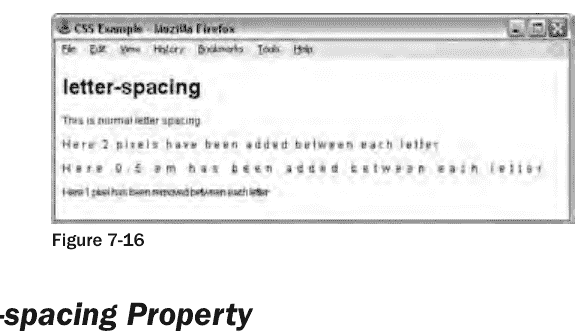 CSS Example - Mozilla Firefox
File Edit View History Bookmarks Tools Help
letter-spacing
This is normal letter spacing.
Here 2 pixels have been added between each letter
Here 0.5 em has been added between each letter
Here 1 pixel has been removed between each letter
Figure 7-16
-spacing Property